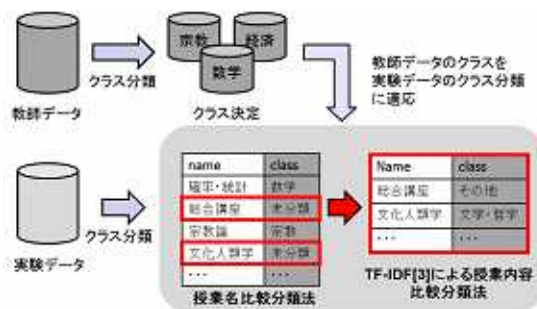 宗教
経済
数学
クラス分類
教師データ
クラス決定
教師データのクラスを
実験データのクラス分類
に適応
実験データ
クラス分類
name class
確率・統計 数学
総合講座 未分類
宗教論 宗教
文化人類学 未分類
・・・ ・・・
授業名比較分類法
Name class
総合講座 その他
文化人類学 文学・哲学
・・・ ・・・
TF-IDF[3]による授業内容
比較分類法